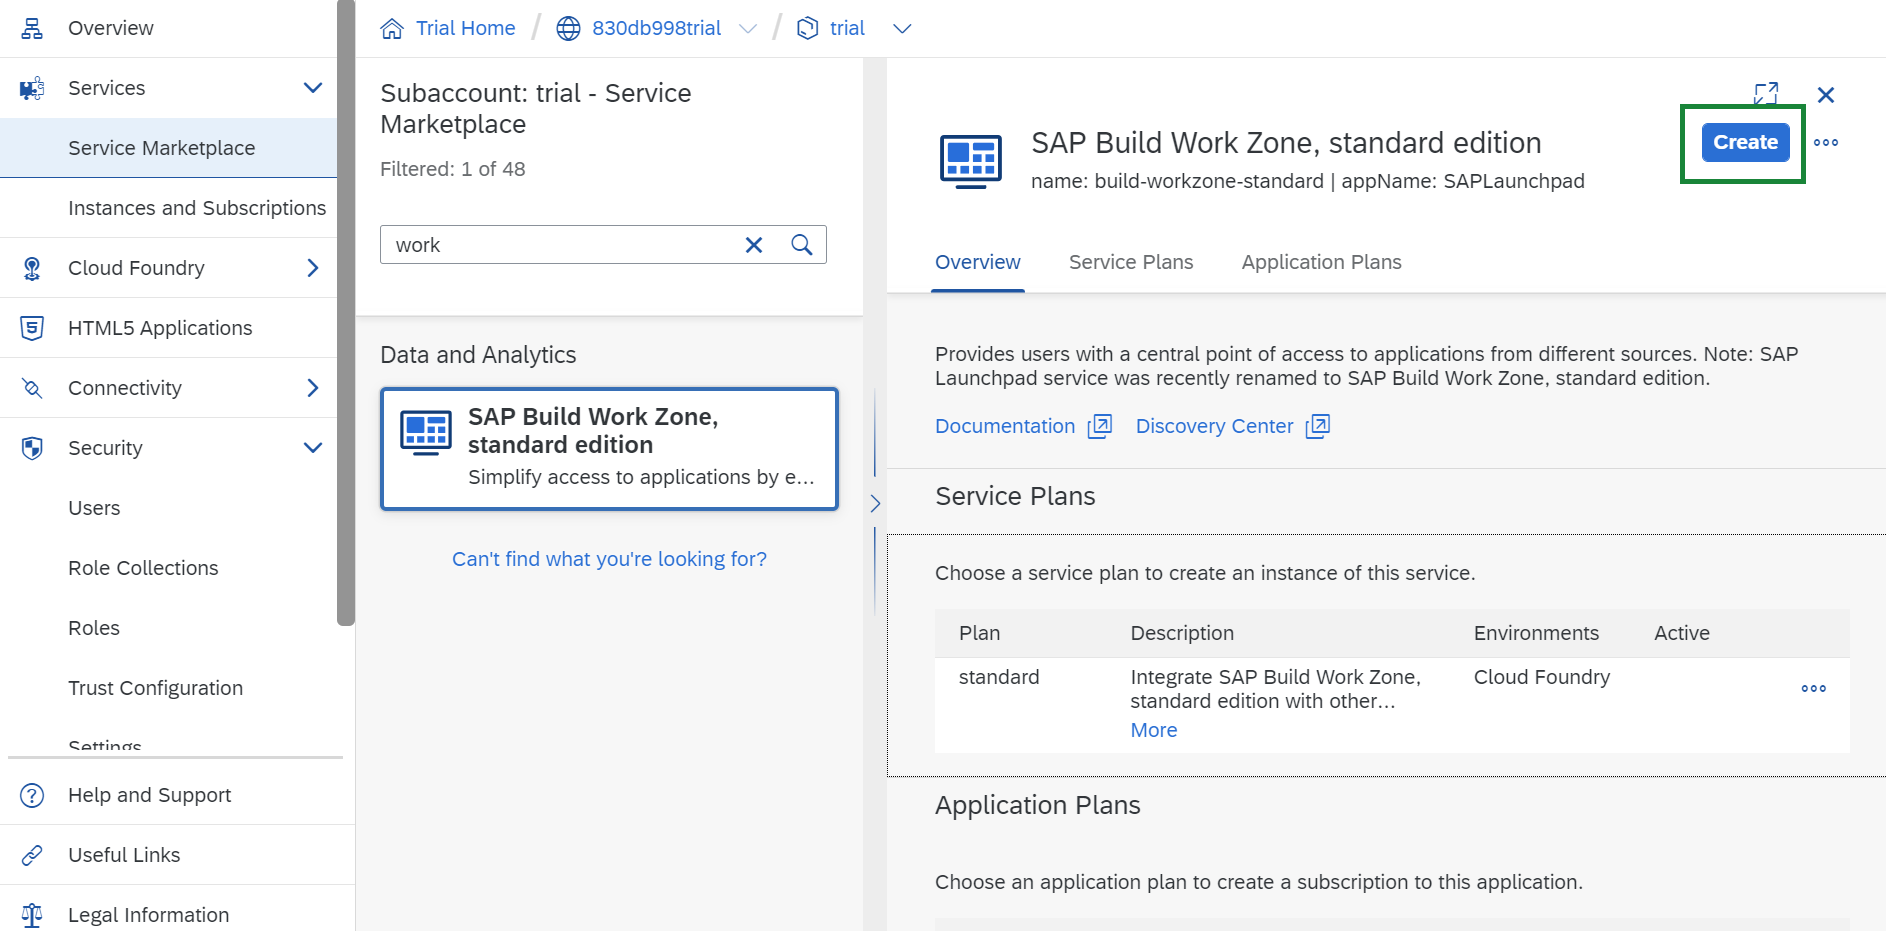 Overview
Services
Service Marketplace
Instances and Subscriptions
Cloud Foundry
HTML5 Applications
Connectivity
Security
Users
Role Collections
Roles
Trust Configuration
Settings
Help and Support
Useful Links
Legal Information
Trial Home / 830db998trial / trial
Subaccount: trial - Service
Marketplace
Filtered: 1 of 48
work
Data and Analytics
SAP Build Work Zone,
standard edition
Simplify access to applications by e...
Can't find what you're looking for?
SAP Build Work Zone, standard edition
name: build-workzone-standard | appName: SAPLaunchpad
Create
Overview Service Plans Application Plans
Provides users with a central point of access to applications from different sources. Note: SAP
Launchpad service was recently renamed to SAP Build Work Zone, standard edition.
Documentation Discovery Center
Service Plans
Choose a service plan to create an instance of this service.
Plan Description Environments Active
standard Integrate SAP Build Work Zone, Cloud Foundry
standard edition with other...
More
Application Plans
Choose an application plan to create a subscription to this application.